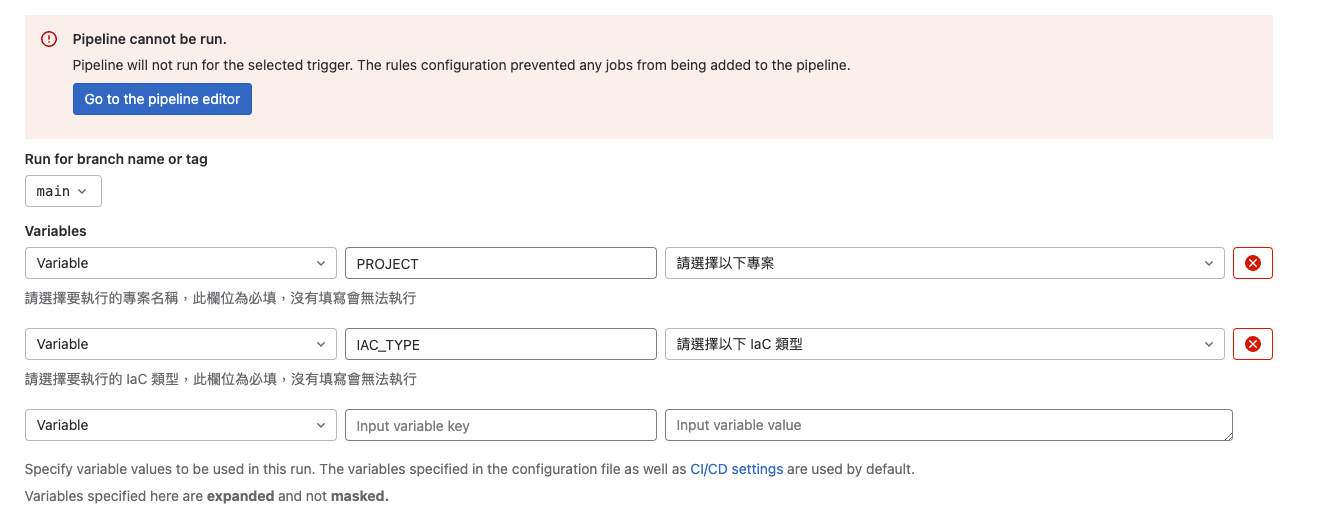 Pipeline cannot be run.
Pipeline will not run for the selected trigger. The rules configuration prevented any jobs from being added to the pipeline.
Go to the pipeline editor
Run for branch name or tag
main
Variables
Variable PROJECT 請選擇以下專案
請選擇要執行的專案名稱，此欄位為必填，沒有填寫會無法執行
Variable IAC_TYPE 請選擇以下 IaC 類型
請選擇要執行的 IaC 類型，此欄位為必填，沒有填寫會無法執行
Variable Input variable key Input variable value
Specify variable values to be used in this run. The variables specified in the configuration file as well as CI/CD settings are used by default.
Variables specified here are expanded and not masked.